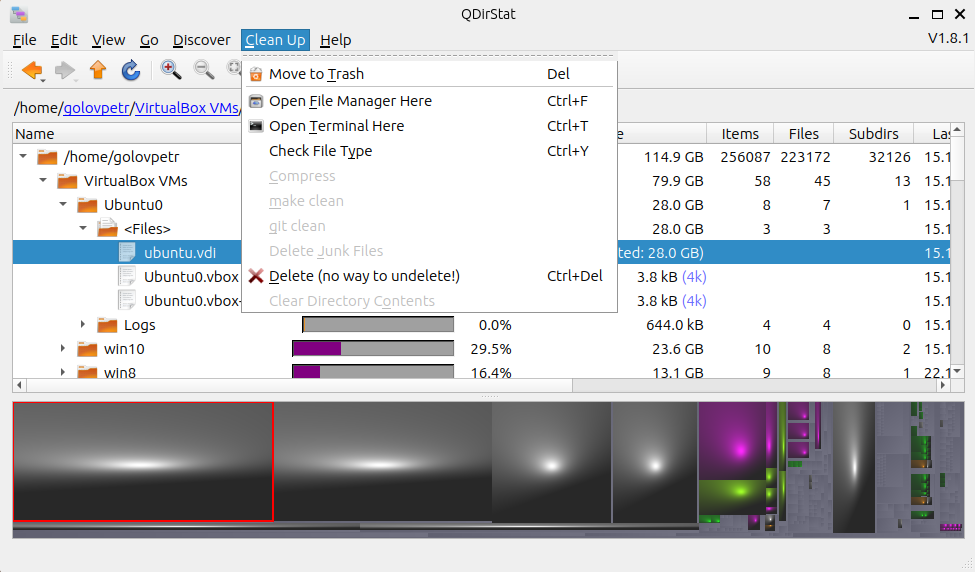 QDirStat
File Edit View Go Discover Clean Up Help V1.8.1
Move to Trash Del
/home/golovpetr/VirtualBox VMs/
Open File Manager Here Ctrl+F
Open Terminal Here Ctrl+T
Name Items Files Subdirs
Check File Type Ctrl+Y
/home/golovpetr 114.9 GB 256087 223172 32126 15.1
Compress
VirtualBox VMs 79.9 GB 58 45 13 15.1
make clean
Ubuntu0 28.0 GB 8 7 1 15.1
git clean
<Files> 28.0 GB 3 3 15.1
Delete Junk Files
ubuntu.vdi 28.0 GB) 15.1
Delete (no way to undelete!) Ctrl+Del
Ubuntu0.vbox 3.8 kB (4k) 15.1
Clear Directory Contents
Ubuntu0.vbox- 3.8 kB (4k) 15.1
Logs 0.0% 644.0 kB 4 4 0 15.1
win10 29.5% 23.6 GB 10 8 2 15.1
win8 16.4% 13.1 GB 9 8 1 22.1